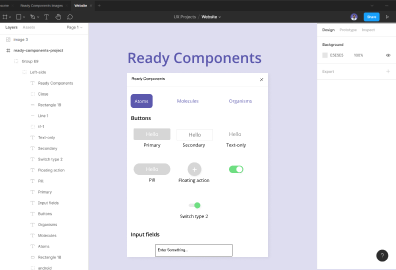 Ready Components Images
Website
UX Projects / Website
Share
Layers
Assets
Page 1
Image 3
ready-components-project
Group 69
Left-side
Ready Components
Close
Rectangle 18
Line 1
Text-only
Secondary
Switch type 2
Floating action
Pill
Primary
Input fields
Buttons
Organisms
Molecules
Atoms
Rectangle 18
Ready Components
Ready Components
Atoms
Molecules
Organisms
Buttons
Hello
Hello
Hello
Primary
Secondary
Text-only
Hello
+
Pill
Floating action
Switch type 2
Input fields
Enter Something...
Design
Prototype
Inspect
Background
100%
Export
+
?